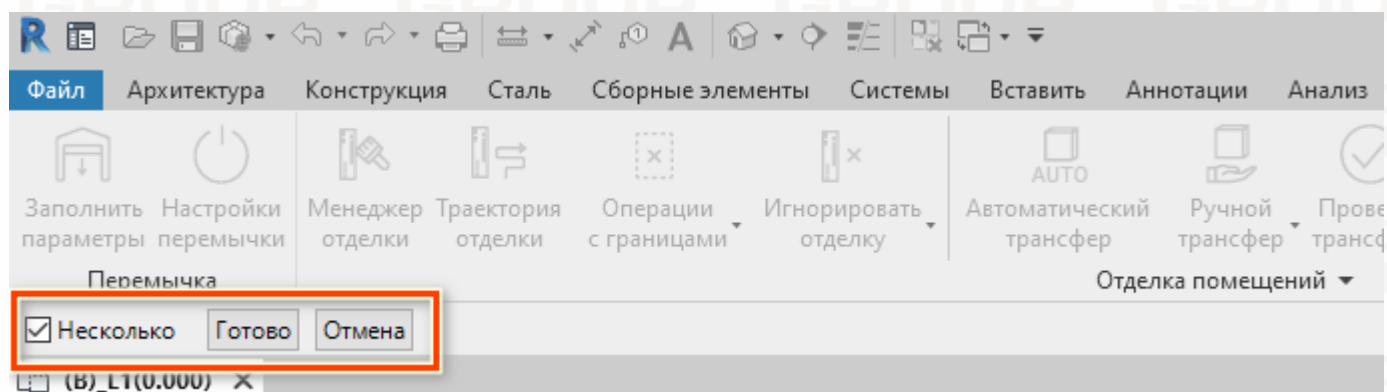 Файл Архитектура Конструкция Сталь Сборные элементы Системы Вставить Аннотации Анализ
AUTO
Заполнить Настройки Менеджер Траектория Операции Игнорировать Автоматический Ручной
параметры перемычки отделки отделки с границами отделку трансфер трансфер
Перемычка Отделка помещений
Несколько Готово Отмена
(В)_L1(0.000)